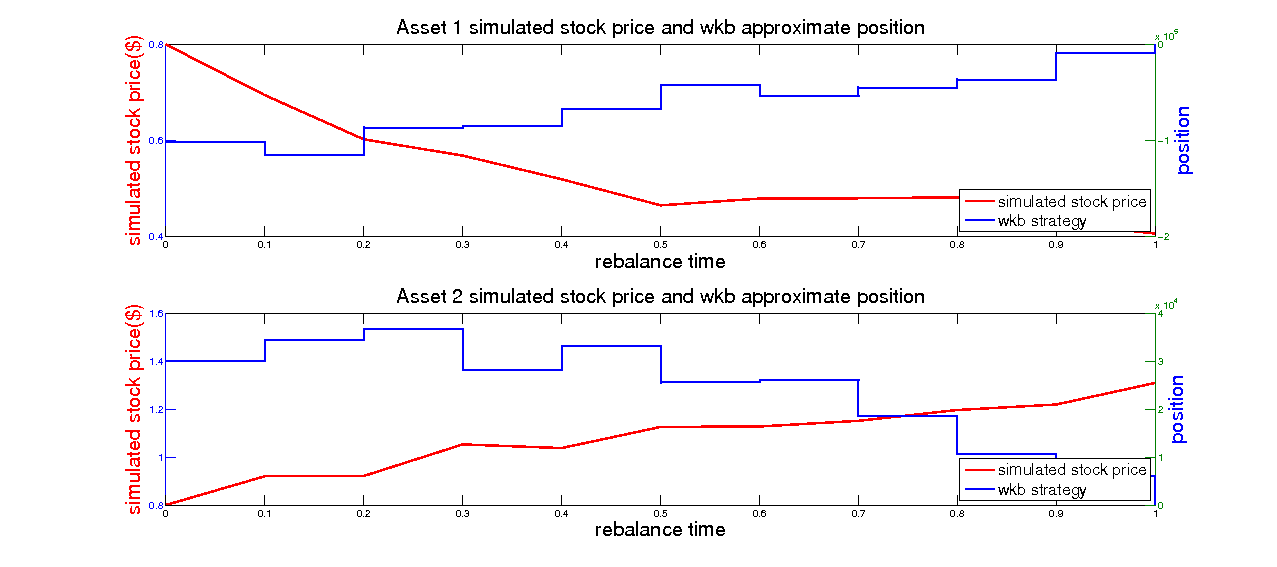 Asset 1 simulated stock price and wkb approximate position
x 10^5
simulated stock price($)
0.8
0.6
0.4
0
-1
-2
position
simulated stock price
wkb strategy
0 0.1 0.2 0.3 0.4 0.5 0.6 0.7 0.8 0.9 1
rebalance time
Asset 2 simulated stock price and wkb approximate position
x 10^4
simulated stock price($)
1.6
1.4
1.2
1
0.8
4
3
2
1
0
position
simulated stock price
wkb strategy
0 0.1 0.2 0.3 0.4 0.5 0.6 0.7 0.8 0.9 1
rebalance time